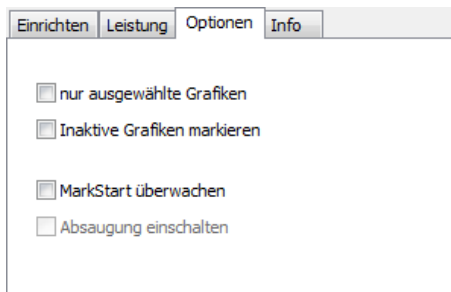 Einrichten Leistung Optionen Info
nur ausgewählte Grafiken
Inaktive Grafiken markieren
MarkStart überwachen
Absaugung einschalten